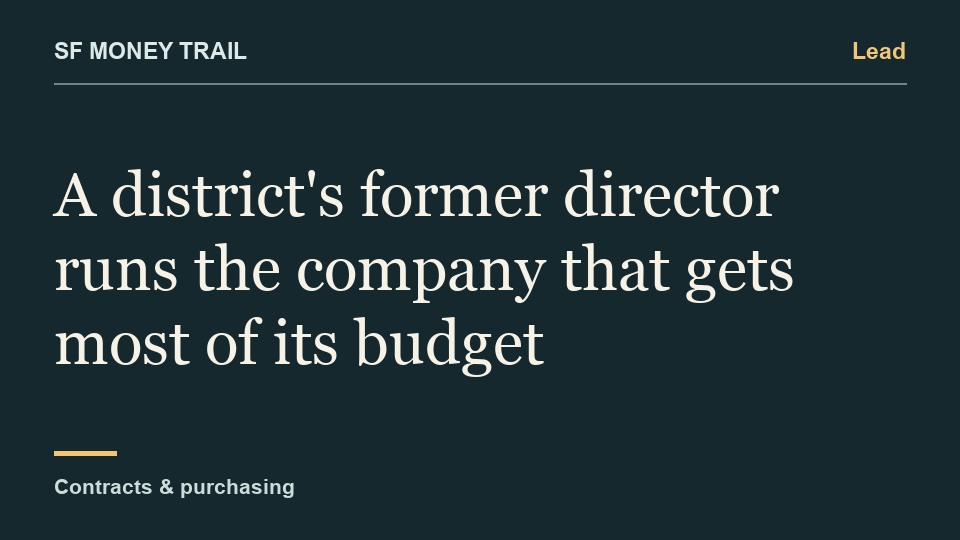 SF MONEY TRAIL
Lead
A district's former director
runs the company that gets
most of its budget
Contracts & purchasing